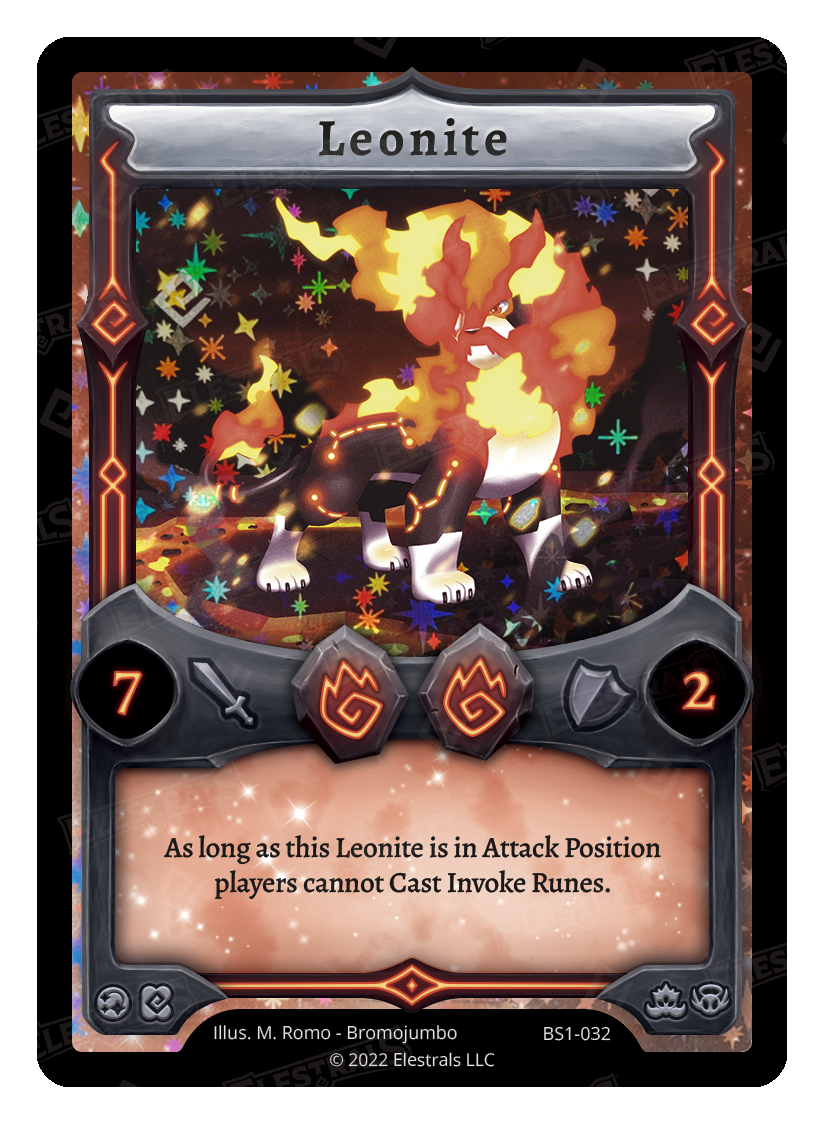 Leonite
7
2
As long as this Leonite is in Attack Position
players cannot Cast Invoke Runes.
Illus. M. Romo - Bromojumbo
BS1-032
© 2022 Elestrals LLC